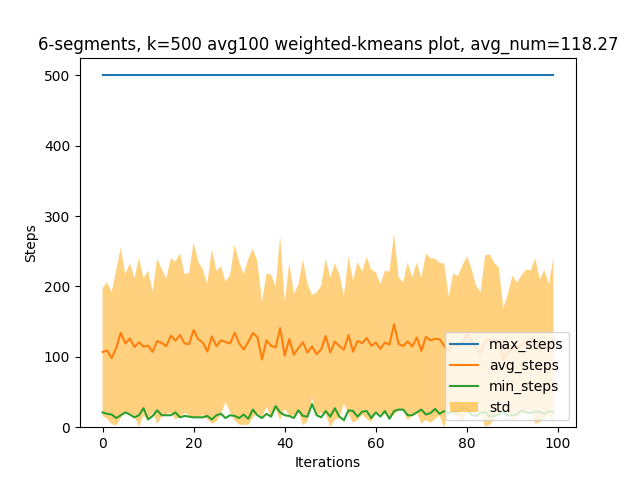 6-segments, k=500 avg100 weighted-kmeans plot, avg_num=118.27
500
400
300
200
100
0
Steps
max_steps
avg_steps
min_steps
std
0 20 40 60 80 100
Iterations